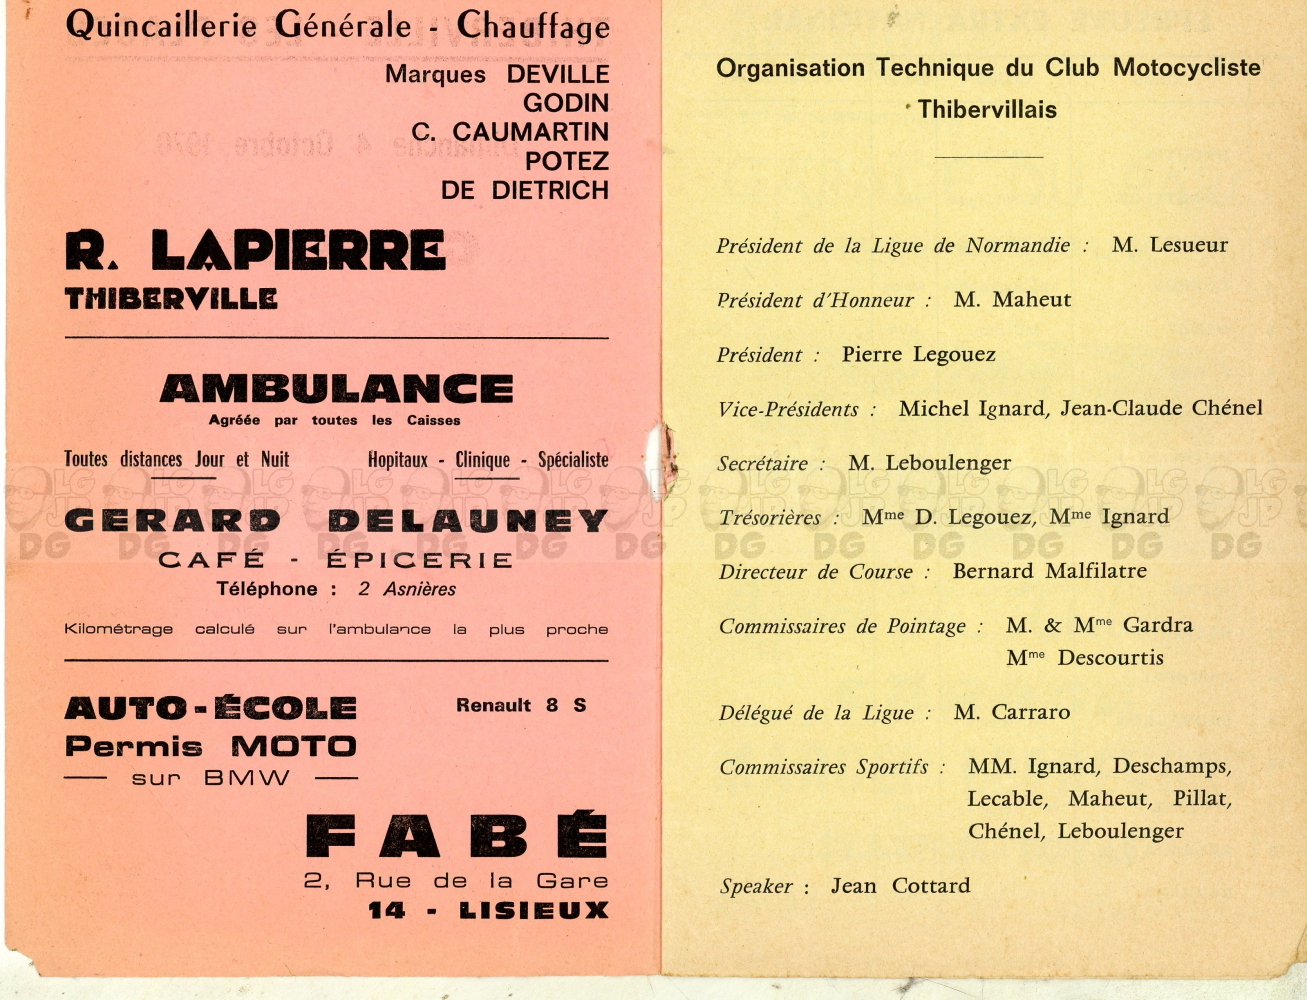 Quincaillerie Générale - Chauffage
Marques DEVILLE
GODIN
C. CAUMARTIN
POTEZ
DE DIETRICH
R. LAPIERRE
THIBERVILLE
AMBULANCE
Agréée par toutes les Caisses
Toutes distances Jour et Nuit
Hopitaux - Clinique - Spécialiste
GERARD DELAUNEY
CAFÉ - ÉPICERIE
Téléphone : 2 Asnières
Kilométrage calculé sur l'ambulance la plus proche
AUTO-ÉCOLE
Renault 8 S
Permis MOTO
sur BMW
FABÉ
2, Rue de la Gare
14 - LISIEUX
Organisation Technique du Club Motocycliste
Thibervillais
Président de la Ligue de Normandie : M. Lesueur
Président d'Honneur : M. Maheut
Président : Pierre Legouez
Vice-Présidents : Michel Ignard, Jean-Claude Chénel
Secrétaire : M. Leboulenger
Trésorières : Mme D. Legouez, Mme Ignard
Directeur de Course : Bernard Malfilatre
Commissaires de Pointage : M. & Mme Gardra
Mme Descourtis
Délégué de la Ligue : M. Carraro
Commissaires Sportifs : MM. Ignard, Deschamps,
Lecable, Maheut, Pillat,
Chénel, Leboulenger
Speaker : Jean Cottard